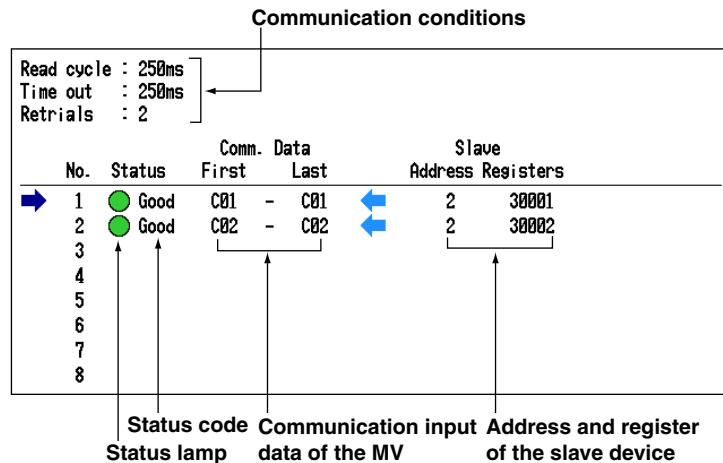 Communication conditions
Read cycle : 250ms
Time out : 250ms
Retrials : 2
Comm. Data Slave
No. Status First Last Address Registers
1 Good C01 - C01 2 30001
2 Good C02 - C02 2 30002
3
4
5
6
7
8
Status code Communication input Address and register
Status lamp data of the MV of the slave device